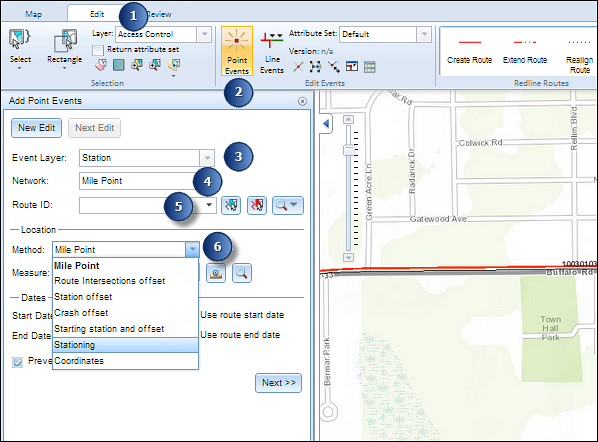 Map Edit Review
1
Layer: Access Control
Return attribute set
Select Rectangle
Selection
Point Events
Line Events
Attribute Set: Default
Version: n/a
Edit Events
Create Route Extend Route Realign Route
Redline Routes
2
Add Point Events
New Edit Next Edit
Event Layer: Station 3
Network: Mile Point 4
Route ID: 5
Location
Method: Mile Point 6
Measure:
Mile Point
Route Intersections offset
Station offset
Crash offset
Starting station and offset
Stationing
Coordinates
Dates
Start Date Use route start date
End Date Use route end date
Preve
Next >>
Bermar Rd
Colwick Rd
Rellim Blvd
Green Acre Ln
Radarick Dr
Gatewood Ave
10030103
-33
Buffalo Rd
Town Hall Park
Bermar Park